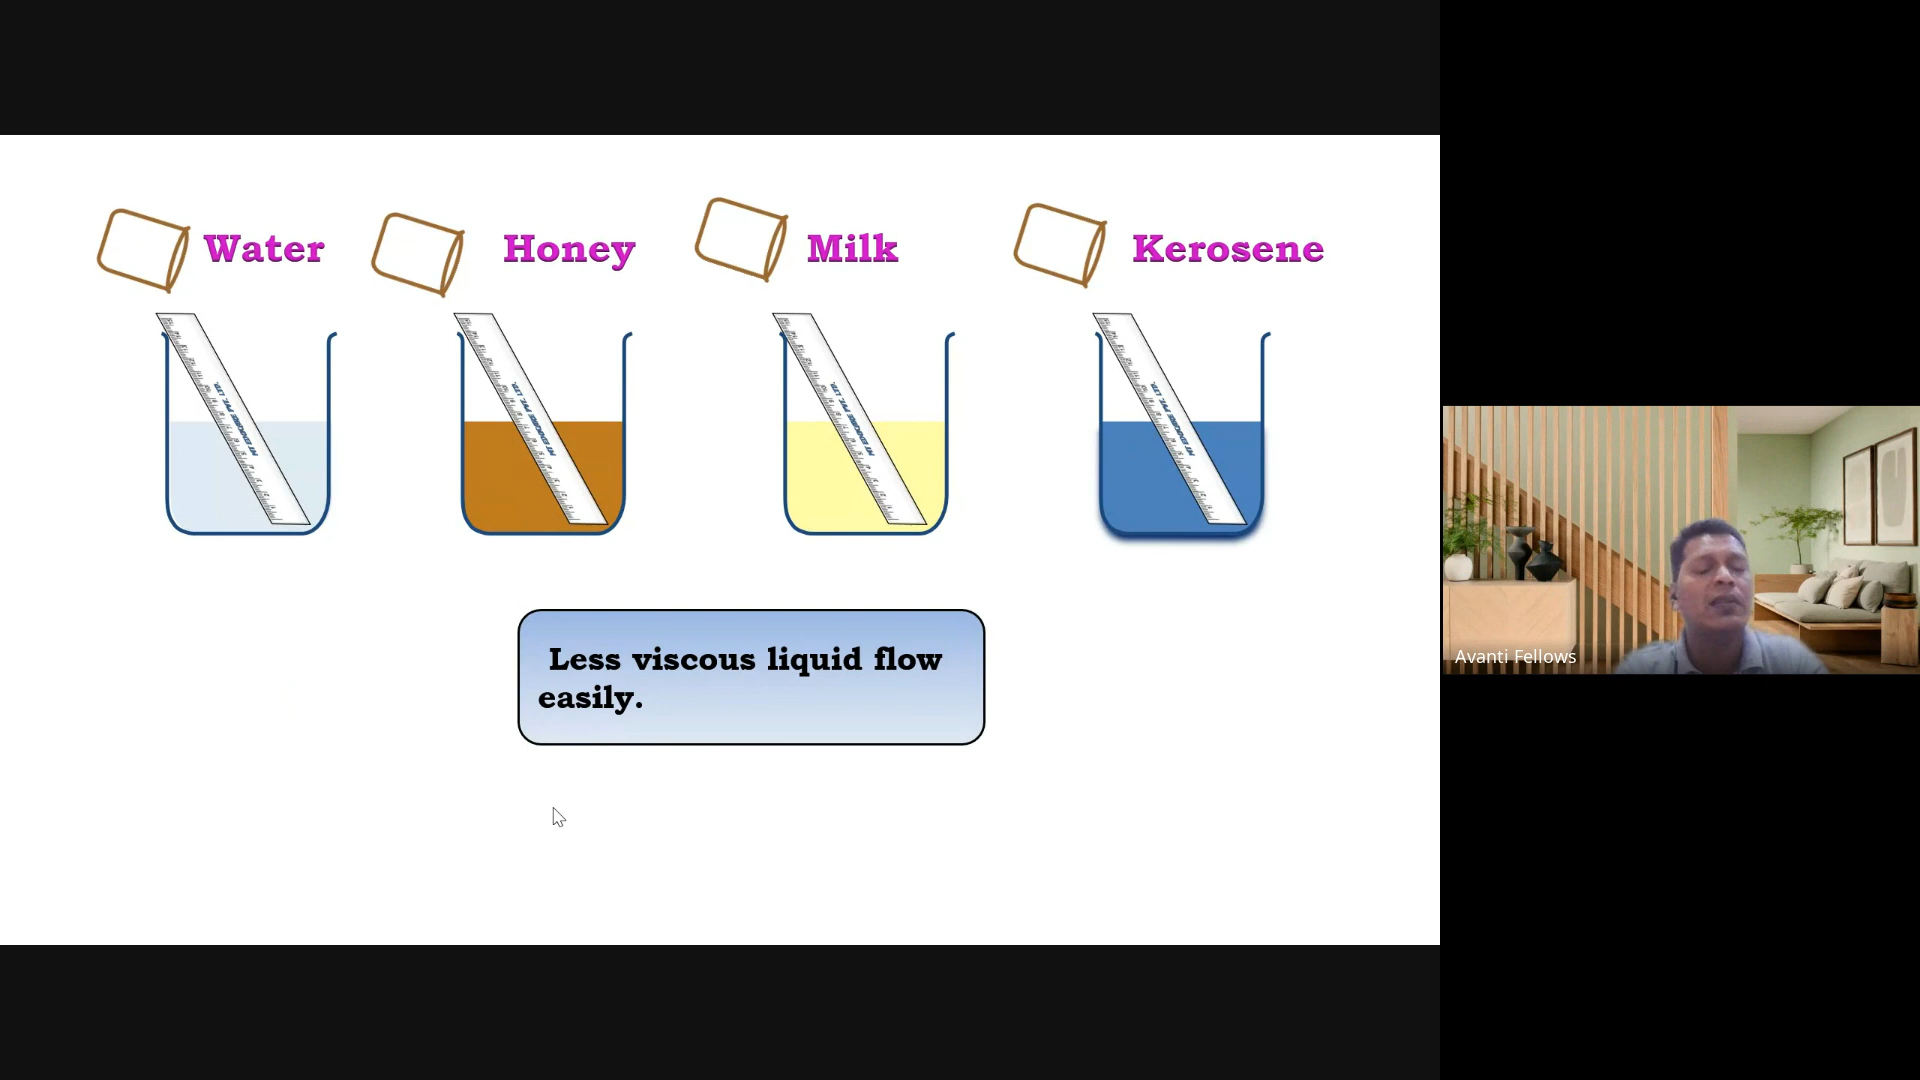 Water
Honey
Milk
Kerosene
Less viscous liquid flow
easily.
Avanti Fellows